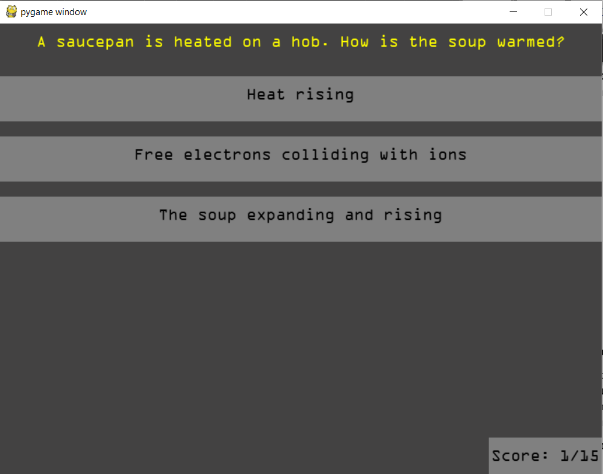 pygame window
A saucepan is heated on a hob. How is the soup warmed?
Heat rising
Free electrons colliding with ions
The soup expanding and rising
Score: 1/15